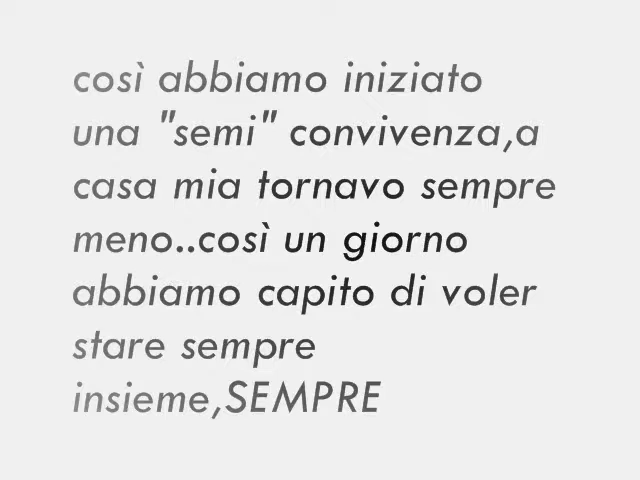 così abbiamo iniziato
una "semi" convivenza,a
casa mia tornavo sempre
meno..così un giorno
abbiamo capito di voler
stare sempre
insieme,SEMPRE